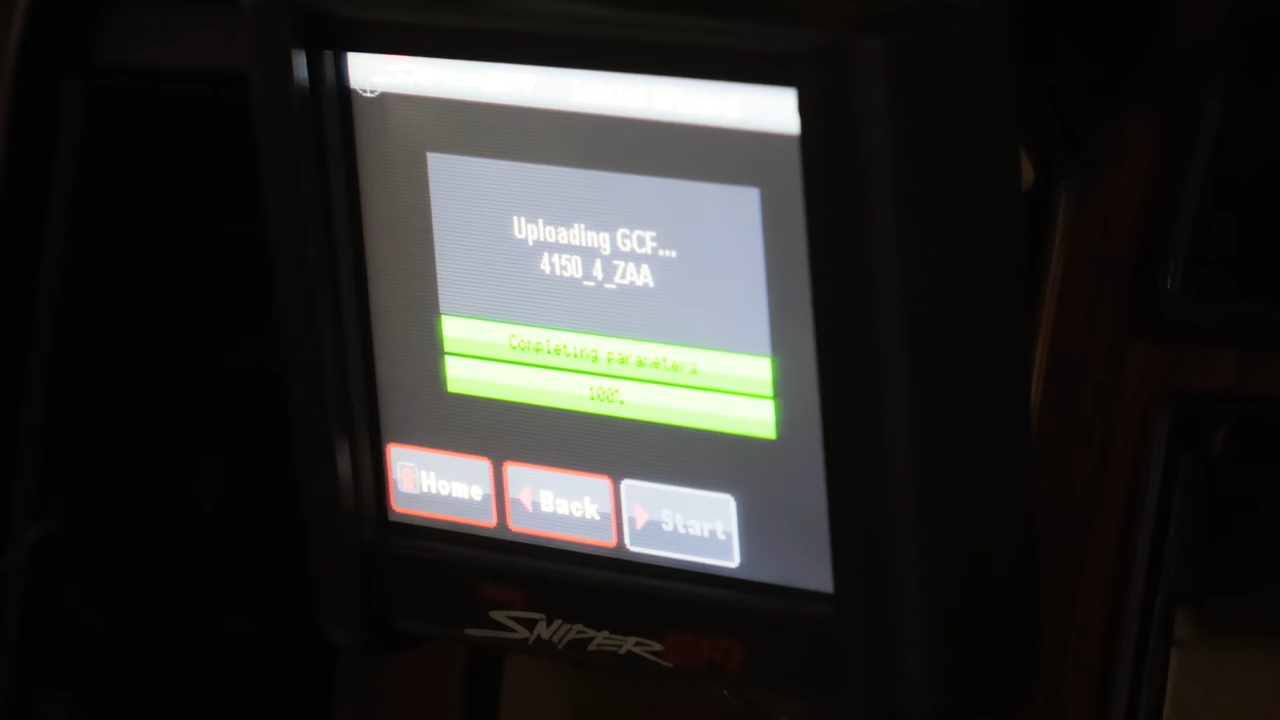 Uploading GCF...
4150_4_ZAA
Completing parameters
100%
Home
Back
Start
SNIPER EFI